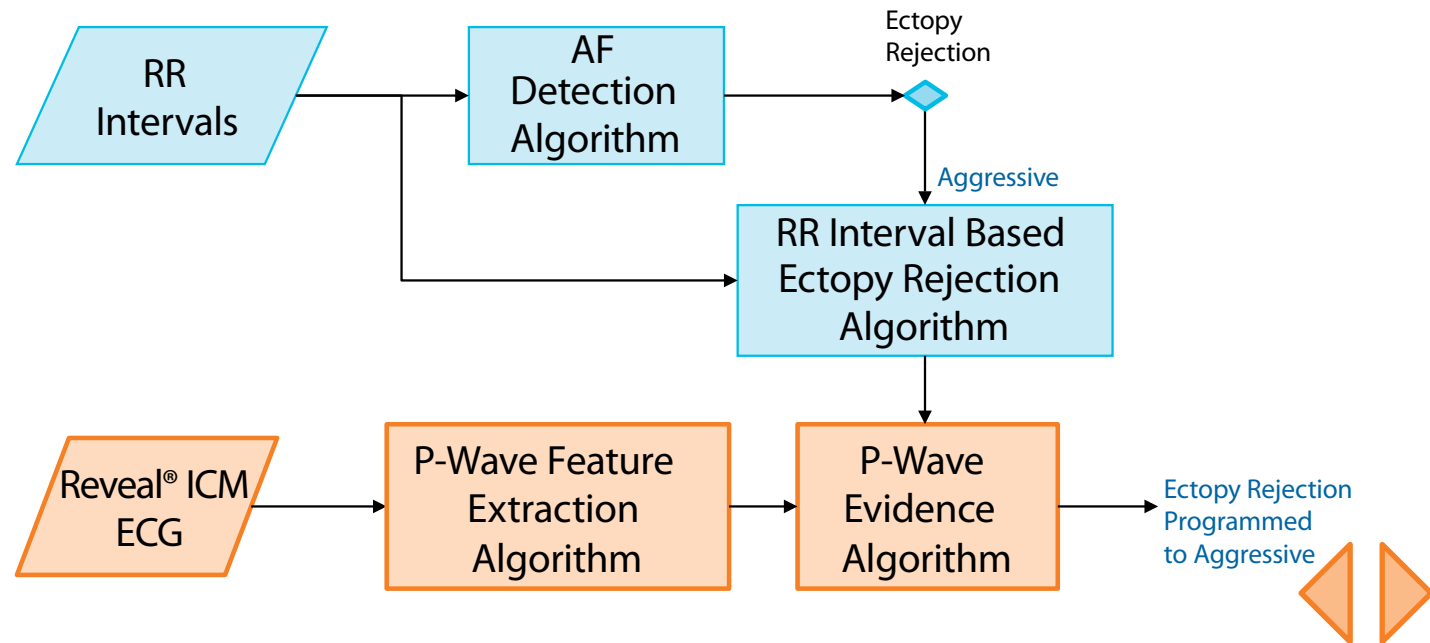 RR
Intervals
AF
Detection
Algorithm
Ectopy
Rejection
Aggressive
RR Interval Based
Ectopy Rejection
Algorithm
Reveal® ICM
ECG
P-Wave Feature
Extraction
Algorithm
P-Wave
Evidence
Algorithm
Ectopy Rejection
Programmed
to Aggressive